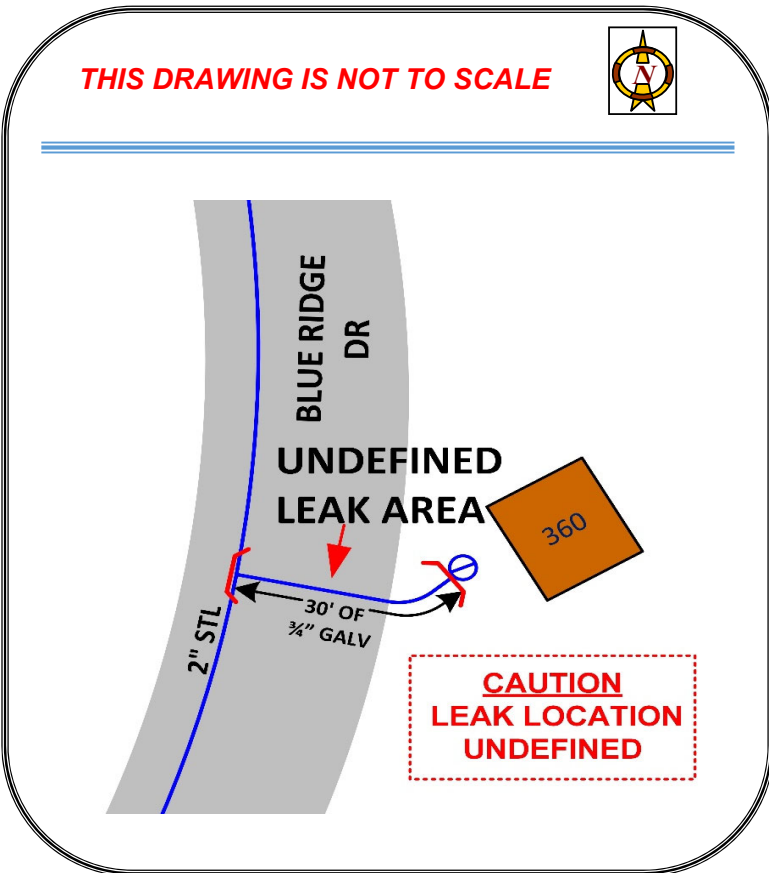 THIS DRAWING IS NOT TO SCALE
N
BLUE RIDGE
DR
UNDEFINED
LEAK AREA
360
30' OF
¾" GALV
2" STL
CAUTION
LEAK LOCATION
UNDEFINED